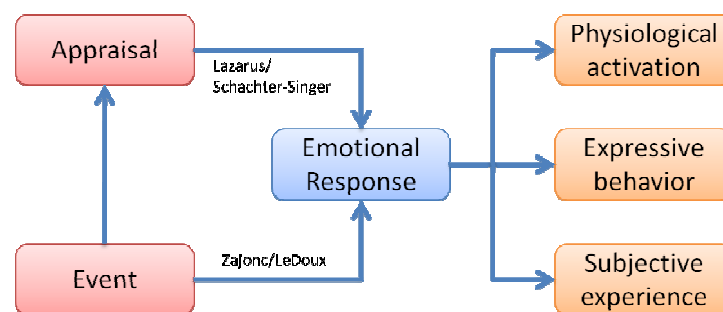 Appraisal
Lazarus/
Schachter-Singer
Emotional
Response
Physiological
activation
Expressive
behavior
Event
Zajonc/LeDoux
Subjective
experience